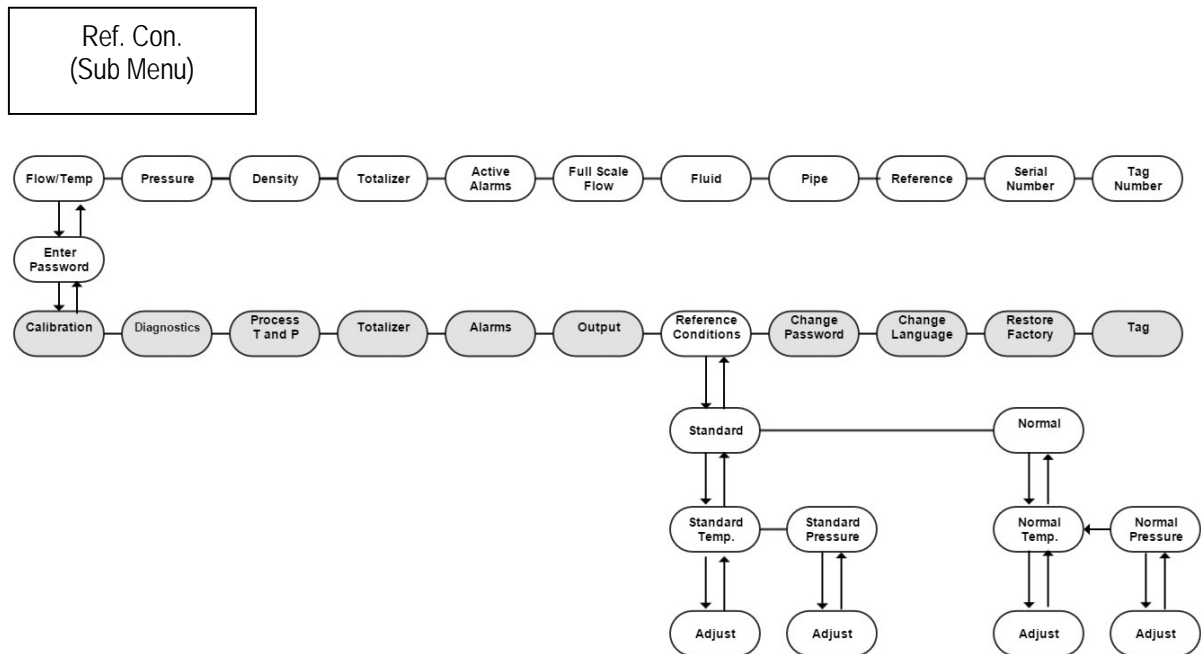 Ref. Con.
(Sub Menu)
Flow/Temp
Pressure
Density
Totalizer
Active
Alarms
Full Scale
Flow
Fluid
Pipe
Reference
Serial
Number
Tag
Number
Enter
Password
Calibration
Diagnostics
Process
T and P
Totalizer
Alarms
Output
Reference
Conditions
Change
Password
Change
Language
Restore
Factory
Tag
Standard
Normal
Standard
Temp.
Standard
Pressure
Normal
Temp.
Normal
Pressure
Adjust
Adjust
Adjust
Adjust